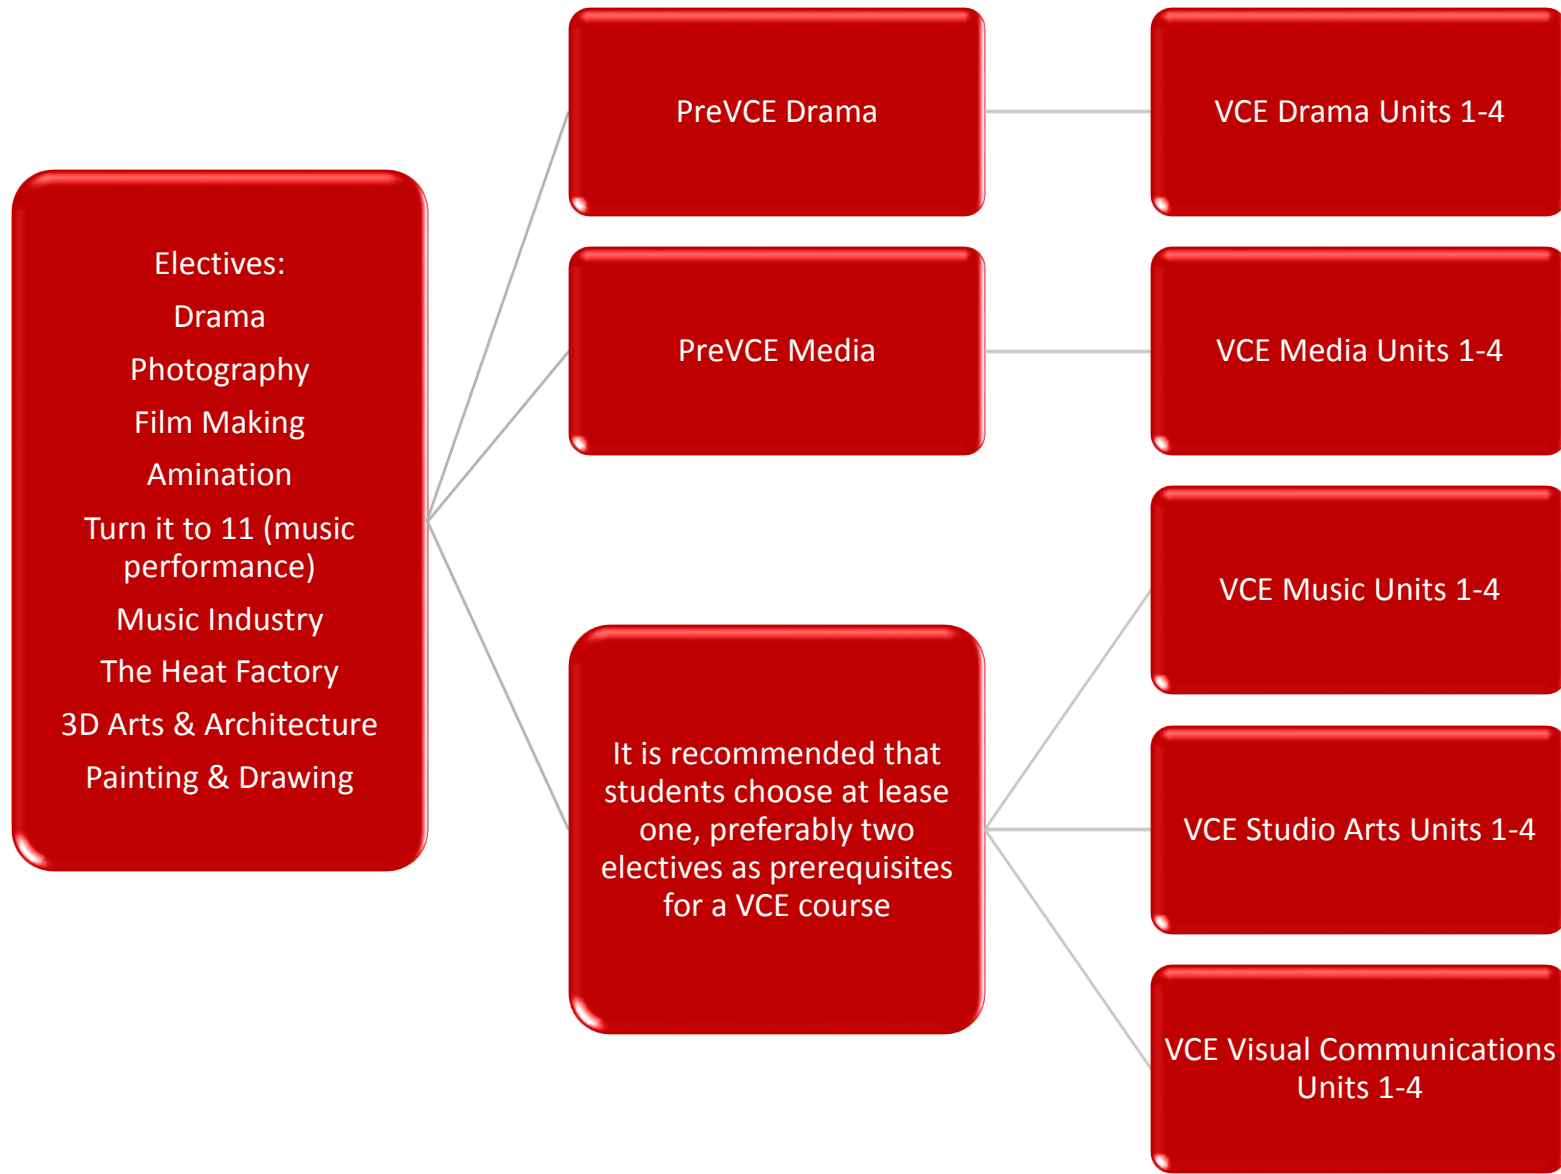 Electives:
Drama
Photography
Film Making
Amination
Turn it to 11 (music
performance)
Music Industry
The Heat Factory
3D Arts & Architecture
Painting & Drawing
PreVCE Drama
PreVCE Media
It is recommended that
students choose at lease
one, preferably two
electives as prerequisites
for a VCE course
VCE Drama Units 1-4
VCE Media Units 1-4
VCE Music Units 1-4
VCE Studio Arts Units 1-4
VCE Visual Communications
Units 1-4